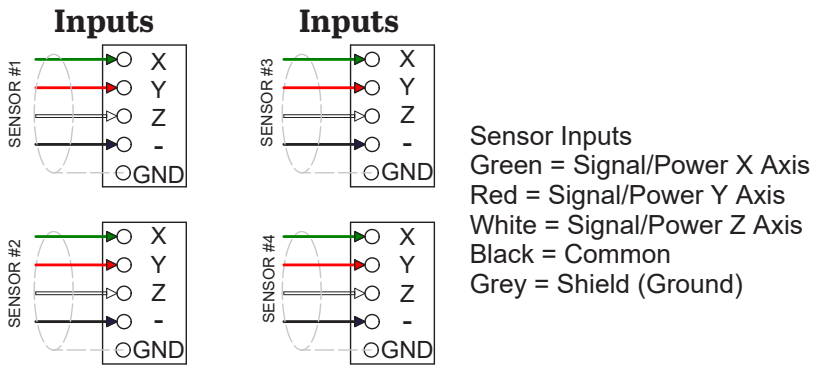 Inputs
SENSOR #1
X
Y
Z
-
GND
Inputs
SENSOR #3
X
Y
Z
-
GND
SENSOR #2
X
Y
Z
-
GND
SENSOR #4
X
Y
Z
-
GND
Sensor Inputs
Green = Signal/Power X Axis
Red = Signal/Power Y Axis
White = Signal/Power Z Axis
Black = Common
Grey = Shield (Ground)